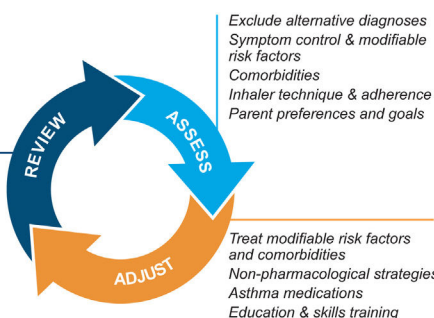 Exclude alternative diagnoses
Symptom control & modifiable
risk factors
Comorbidities
Inhaler technique & adherence
Parent preferences and goals
REVIEW
ASSESS
ADJUST
Treat modifiable risk factors
and comorbidities
Non-pharmacological strategies
Asthma medications
Education & skills training